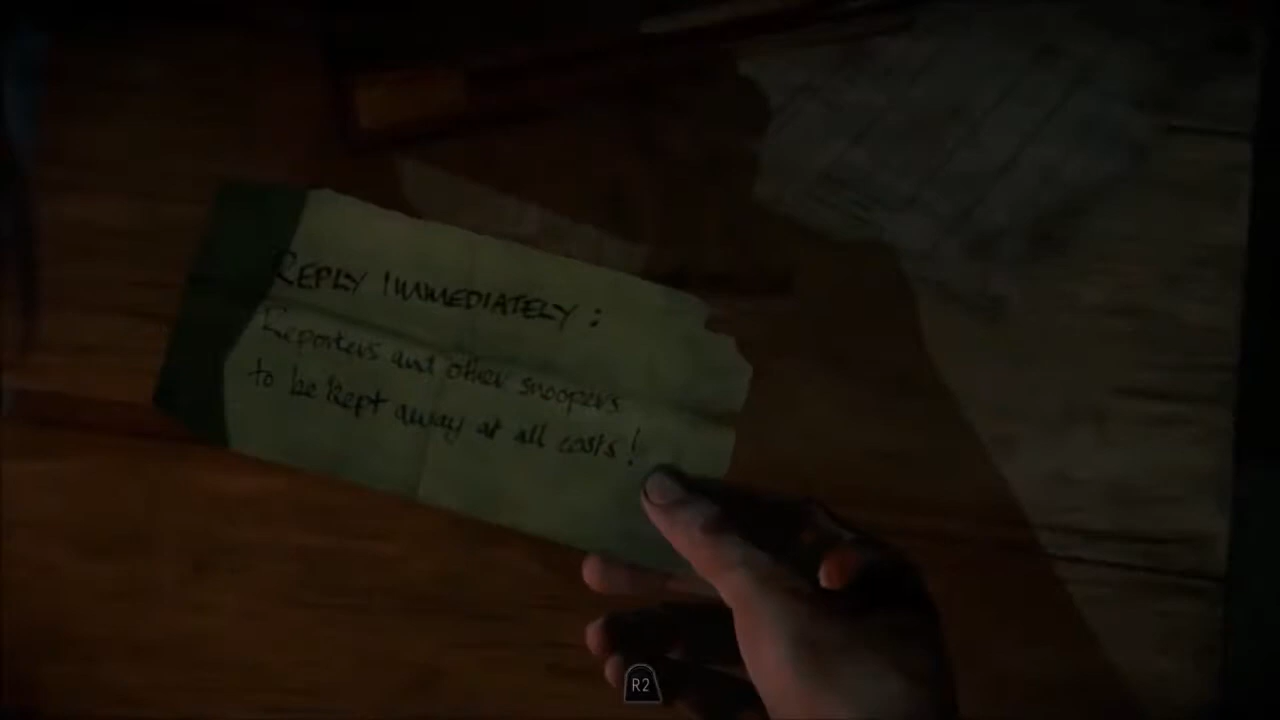 REPLY IMMEDIATELY:
Reporters and other snoopers
to be kept away at all costs!
R2